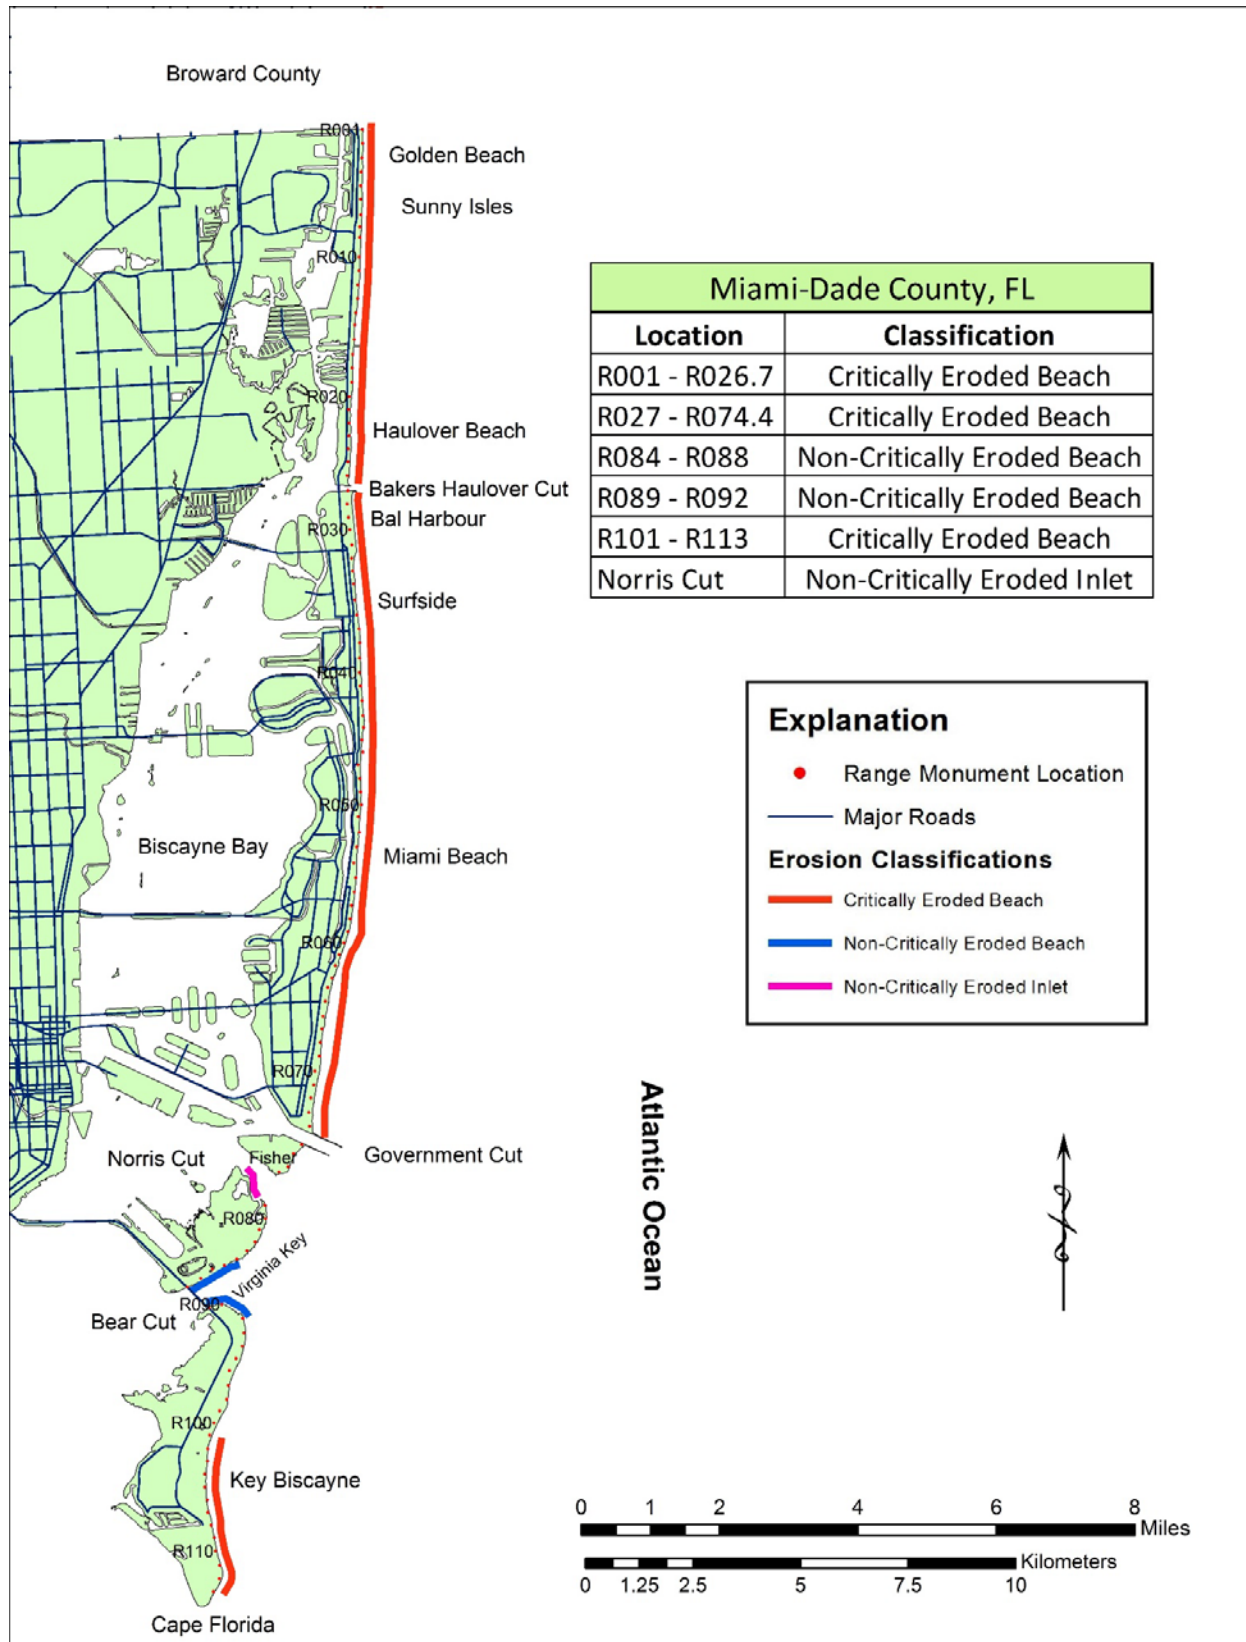 Broward County
R001
Golden Beach
Sunny Isles
R010
R020
Haulover Beach
Bakers Haulover Cut
Bal Harbour
R030
Surfside
R040
R050
Biscayne Bay
Miami Beach
R060
R070
Government Cut
Norris Cut
Fisher
R080
Virginia Key
R090
Bear Cut
R100
Key Biscayne
R110
Cape Florida
Miami-Dade County, FL
Location Classification
R001 - R026.7 Critically Eroded Beach
R027 - R074.4 Critically Eroded Beach
R084 - R088 Non-Critically Eroded Beach
R089 - R092 Non-Critically Eroded Beach
R101 - R113 Critically Eroded Beach
Norris Cut Non-Critically Eroded Inlet
Explanation
Range Monument Location
Major Roads
Erosion Classifications
Critically Eroded Beach
Non-Critically Eroded Beach
Non-Critically Eroded Inlet
Atlantic Ocean
0 1 2 4 6 8
Miles
Kilometers
0 1.25 2.5 5 7.5 10